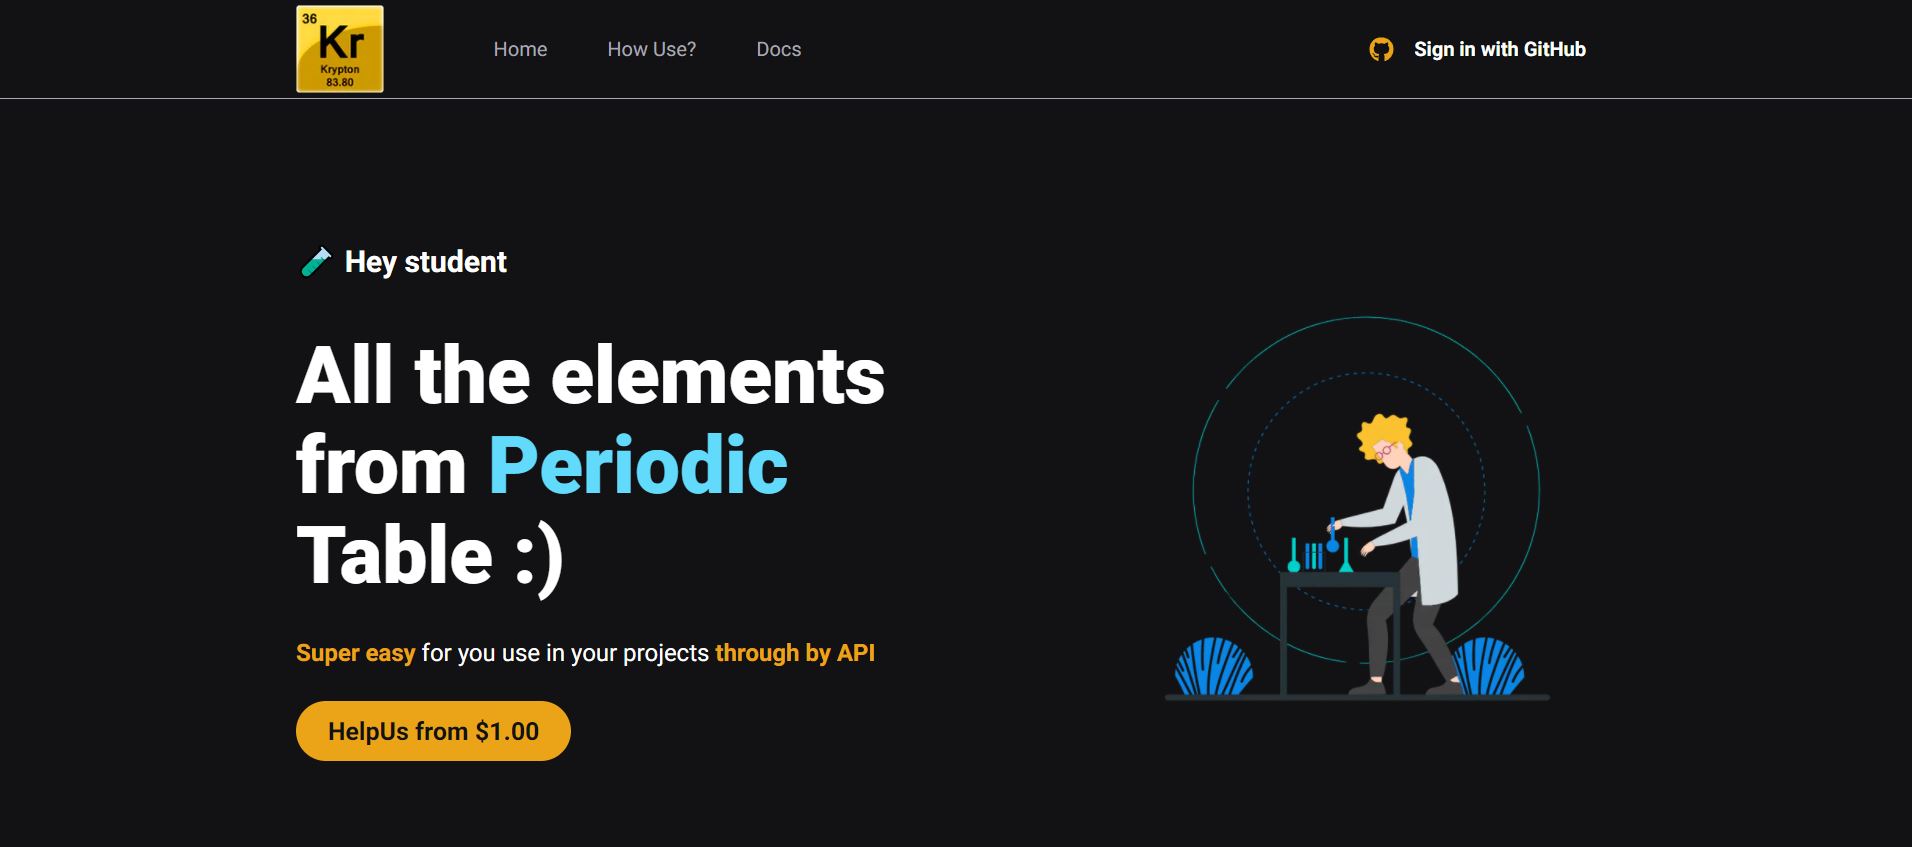 36
Kr
Krypton
83.80
Home
How Use?
Docs
Sign in with GitHub
Hey student
All the elements
from Periodic
Table :)
Super easy for you use in your projects through by API
HelpUs from $1.00